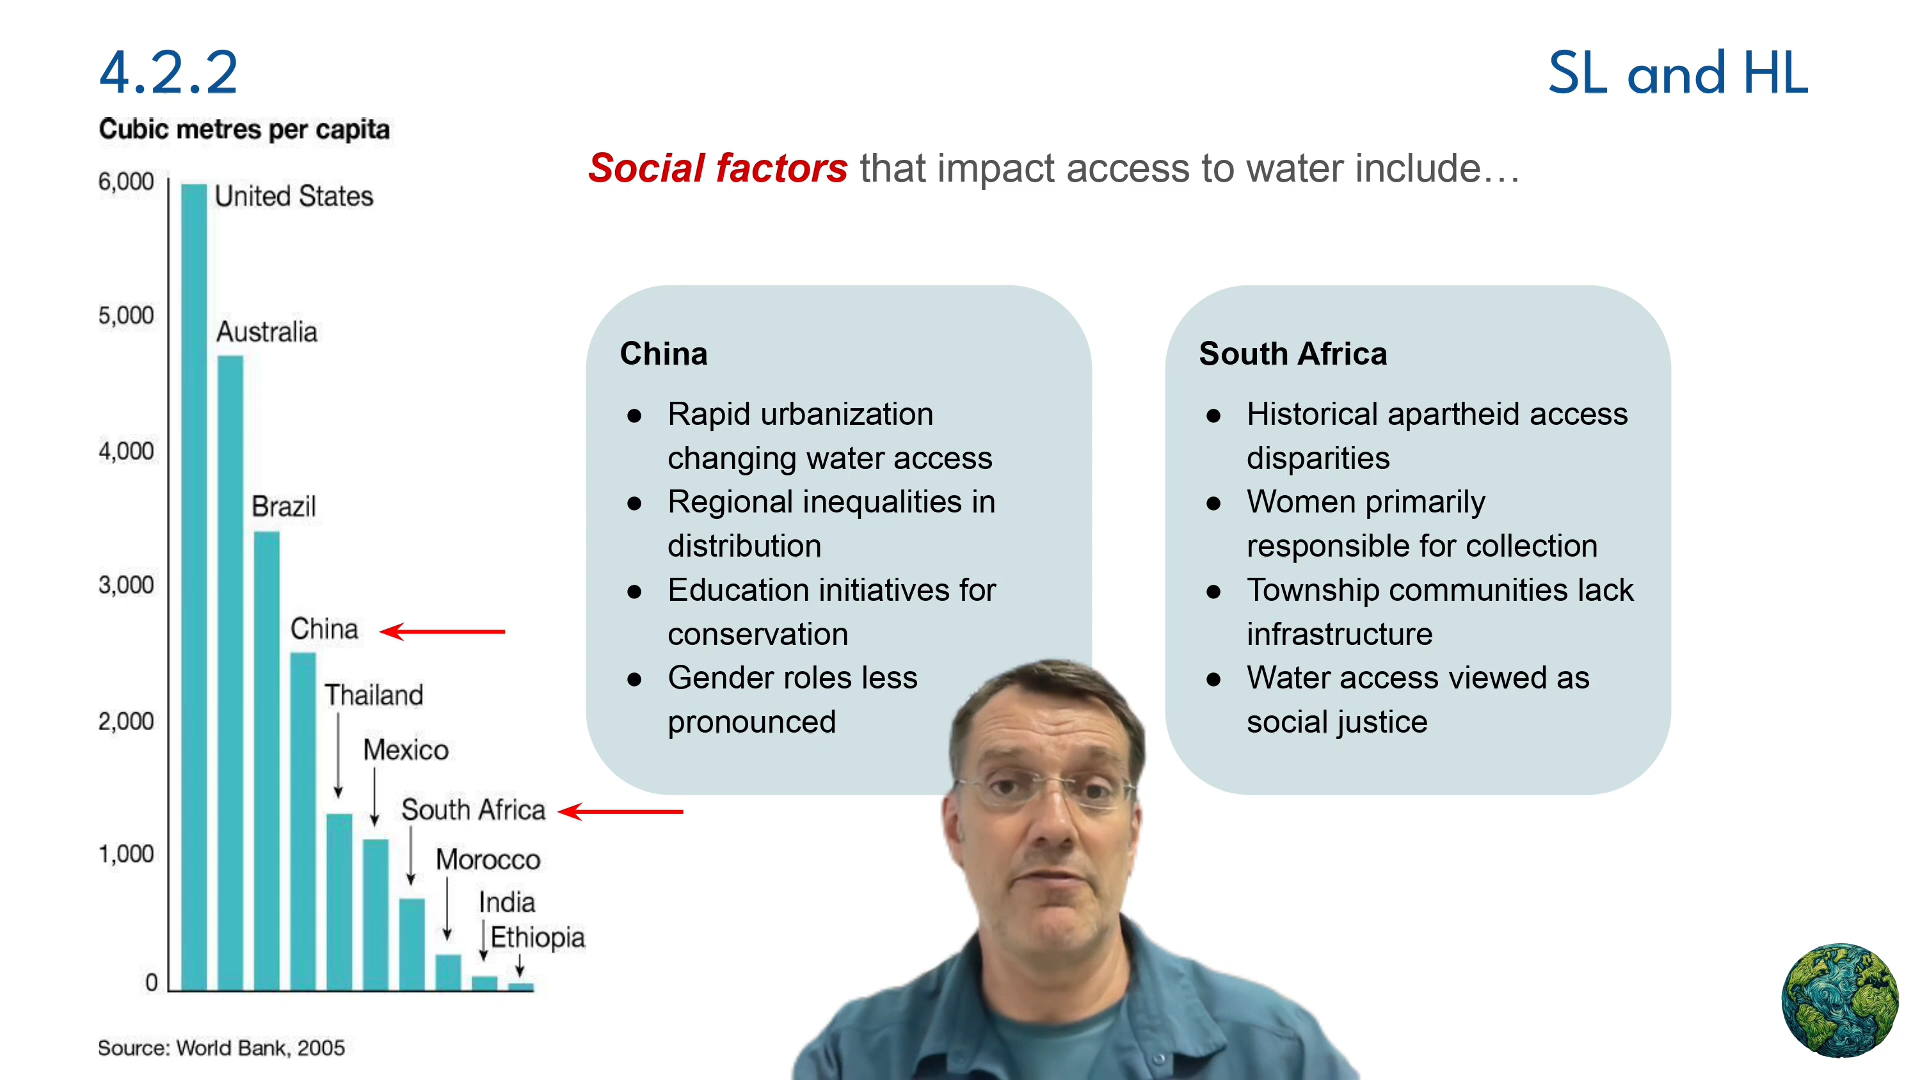 4.2.2
SL and HL
Cubic metres per capita
6,000
5,000
4,000
3,000
2,000
1,000
0
United States
Australia
Brazil
China
Thailand
Mexico
South Africa
Morocco
India
Ethiopia
Source: World Bank, 2005
Social factors that impact access to water include…
China
● Rapid urbanization
changing water access
● Regional inequalities in
distribution
● Education initiatives for
conservation
● Gender roles less
pronounced
South Africa
● Historical apartheid access
disparities
● Women primarily
responsible for collection
● Township communities lack
infrastructure
● Water access viewed as
social justice